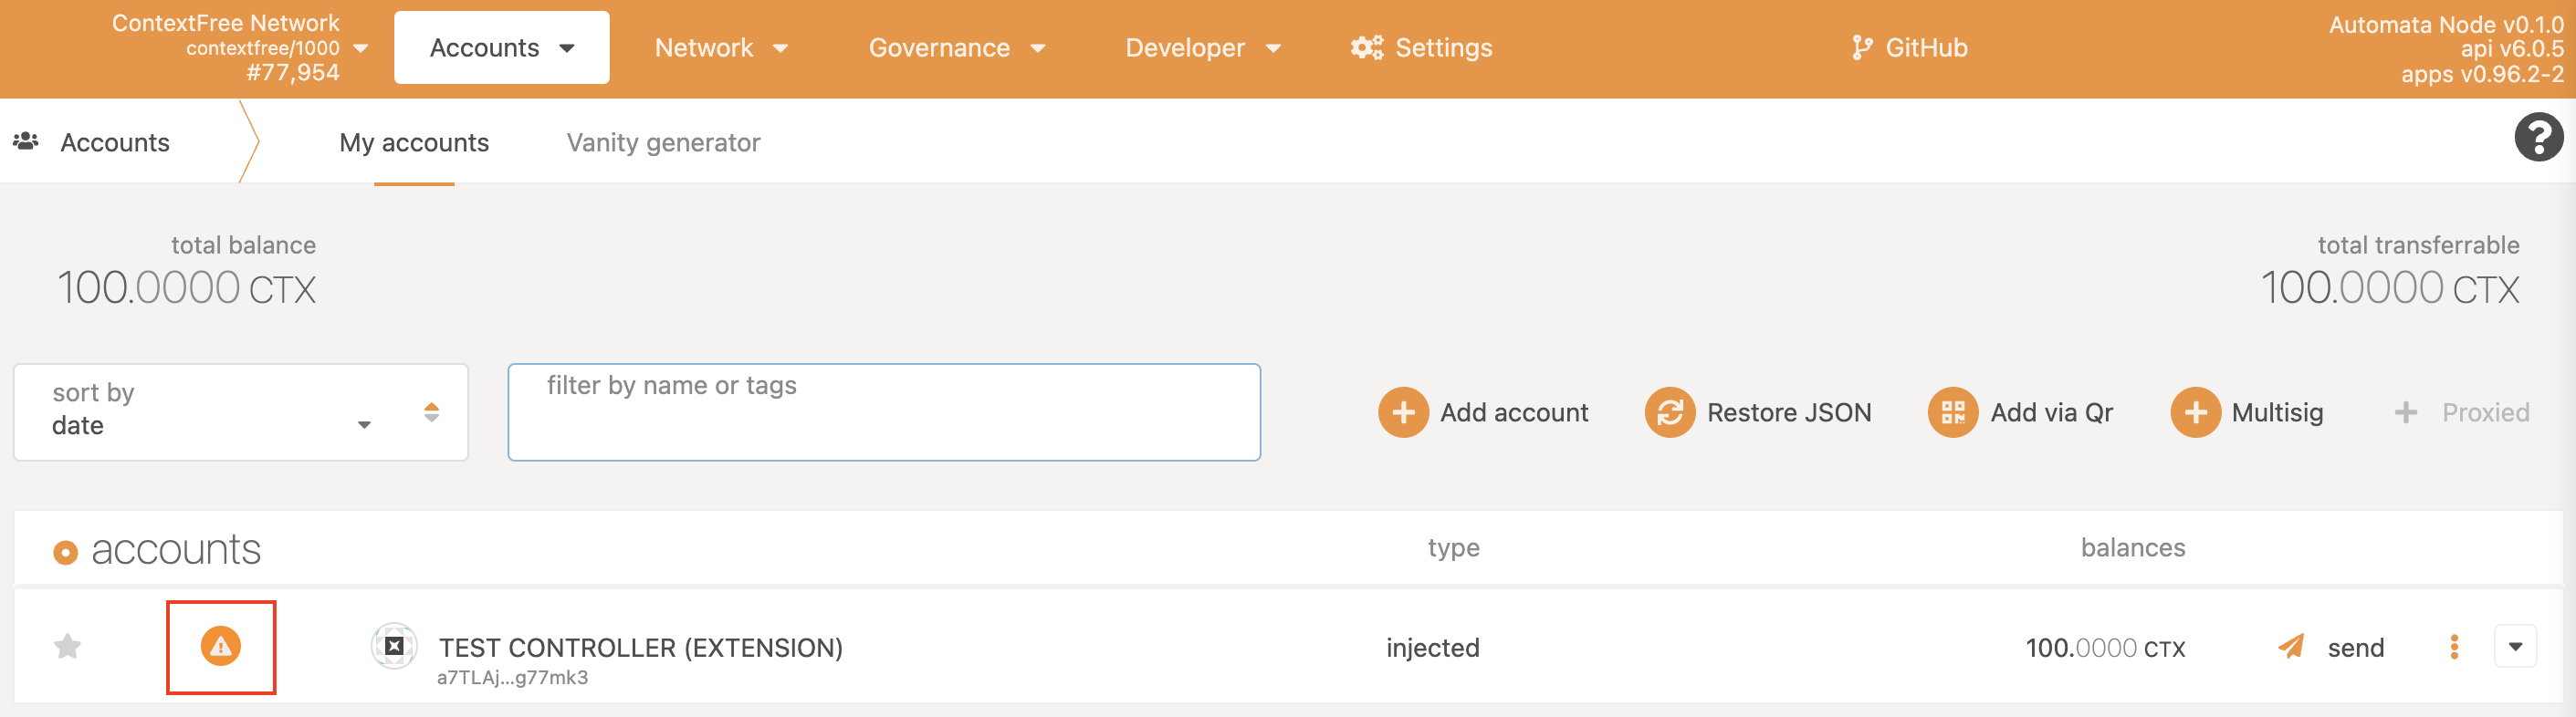 ContextFree Network
contextfree/1000
#77,954
Accounts
Network
Governance
Developer
Settings
GitHub
Automata Node v0.1.0
api v6.0.5
apps v0.96.2-2
Accounts
My accounts
Vanity generator
?
total balance
100.0000 CTX
total transferrable
100.0000 CTX
sort by
date
filter by name or tags
Add account
Restore JSON
Add via Qr
Multisig
Proxied
accounts
type
balances
TEST CONTROLLER (EXTENSION)
a7TLAj...g77mk3
injected
100.0000 CTX
send